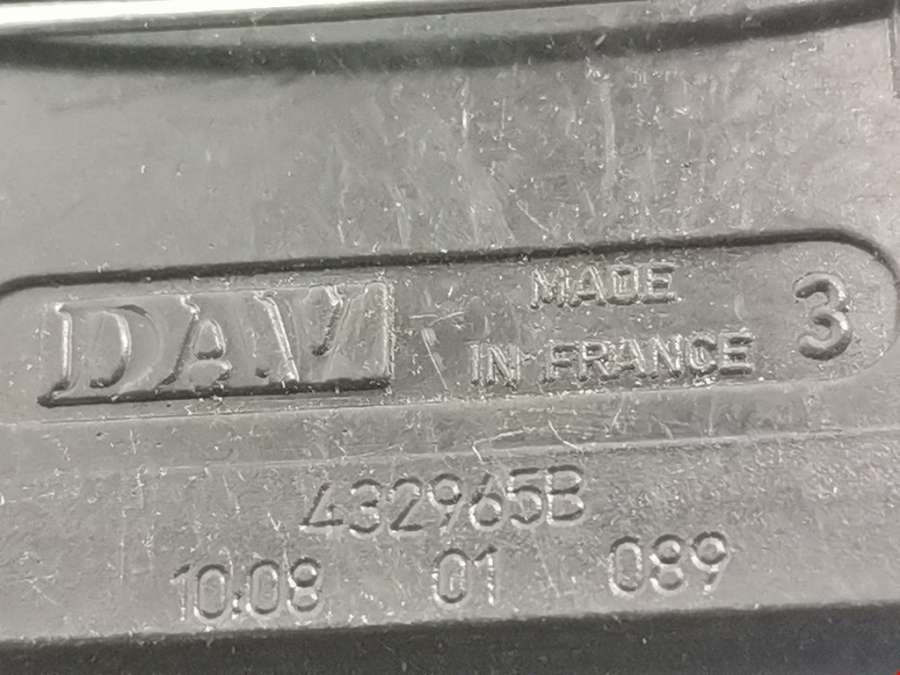 DAV MADE 3
IN FRANCE
432965B
10.08 01 089